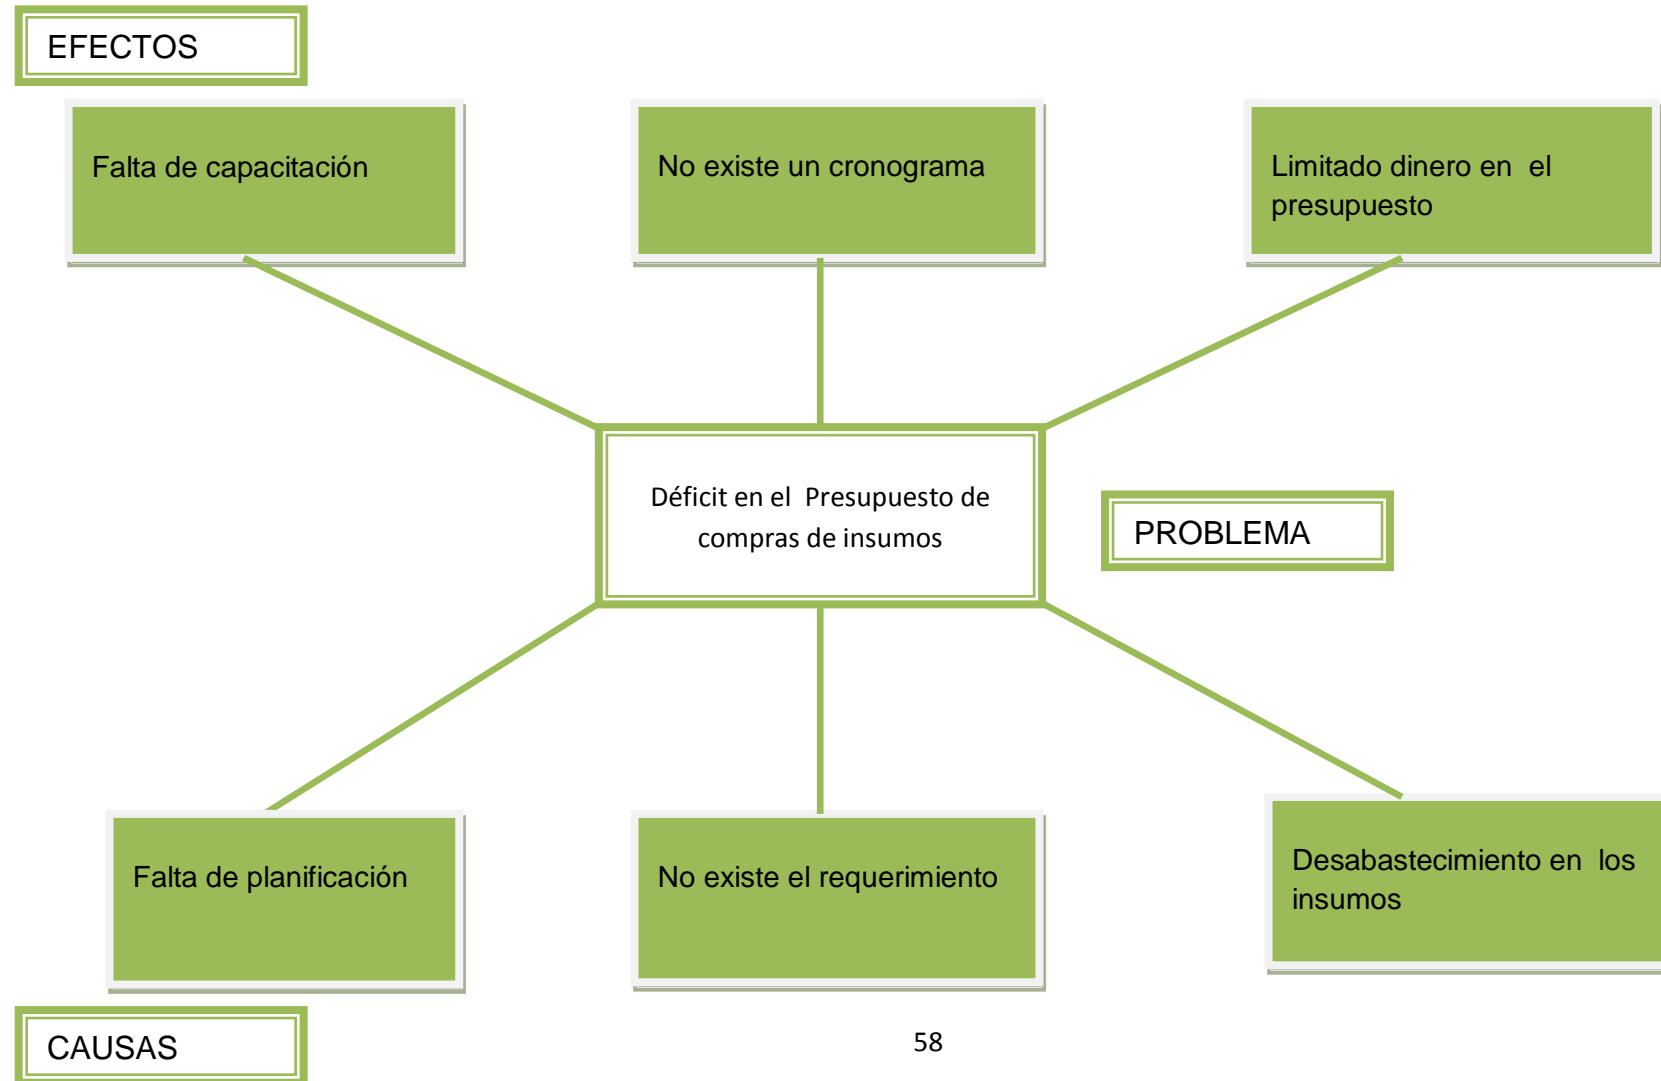 EFECTOS
Falta de capacitación
No existe un cronograma
Limitado dinero en el
presupuesto
Déficit en el Presupuesto de
compras de insumos
PROBLEMA
Falta de planificación
No existe el requerimiento
Desabastecimiento en los
insumos
CAUSAS
58